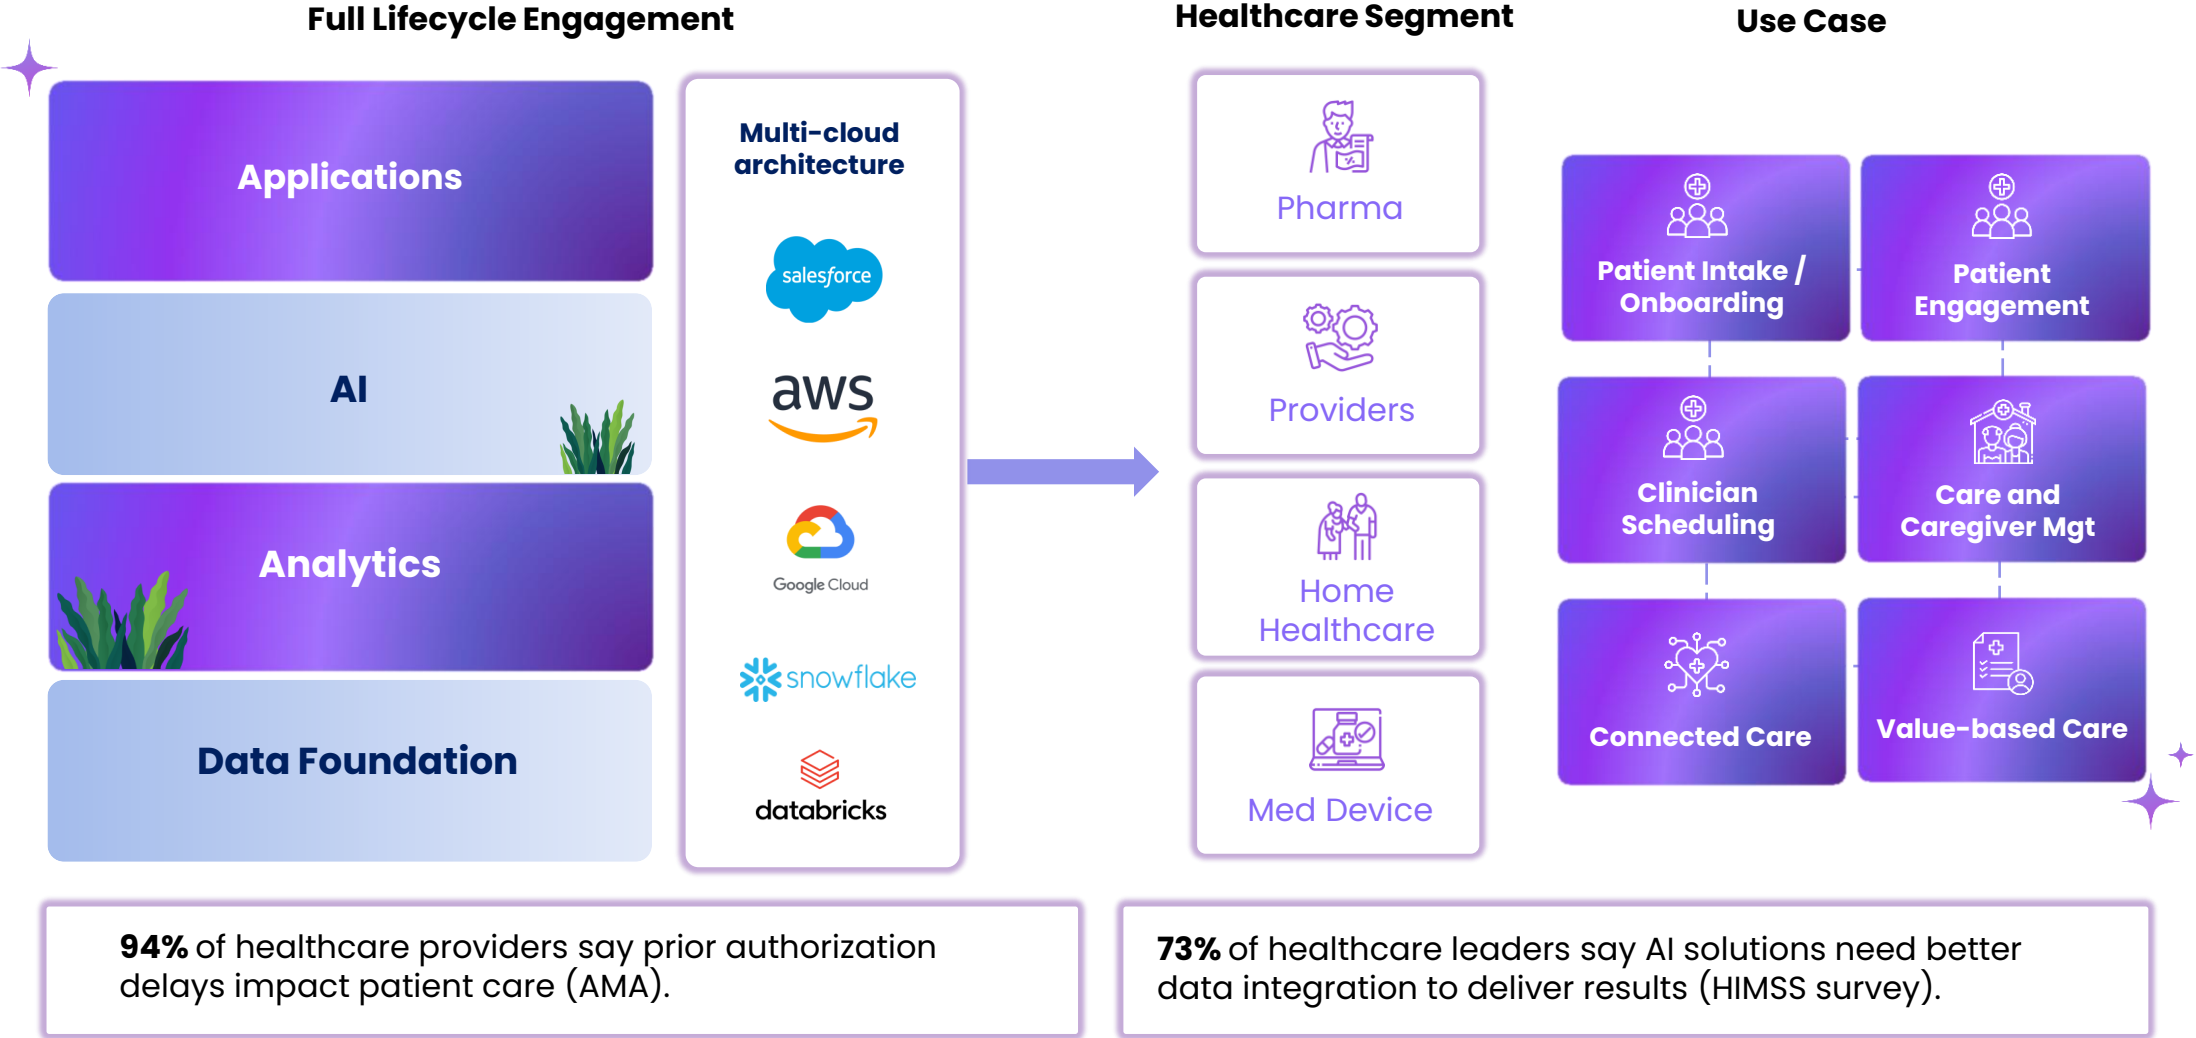 Full Lifecycle Engagement
Healthcare Segment
Use Case
Applications
AI
Analytics
Data Foundation
Multi-cloud
architecture
salesforce
aws
Google Cloud
snowflake
databricks
Pharma
Providers
Home
Healthcare
Med Device
Patient Intake /
Onboarding
Patient
Engagement
Clinician
Scheduling
Care and
Caregiver Mgt
Connected Care
Value-based Care
94% of healthcare providers say prior authorization
delays impact patient care (AMA).
73% of healthcare leaders say AI solutions need better
data integration to deliver results (HIMSS survey).